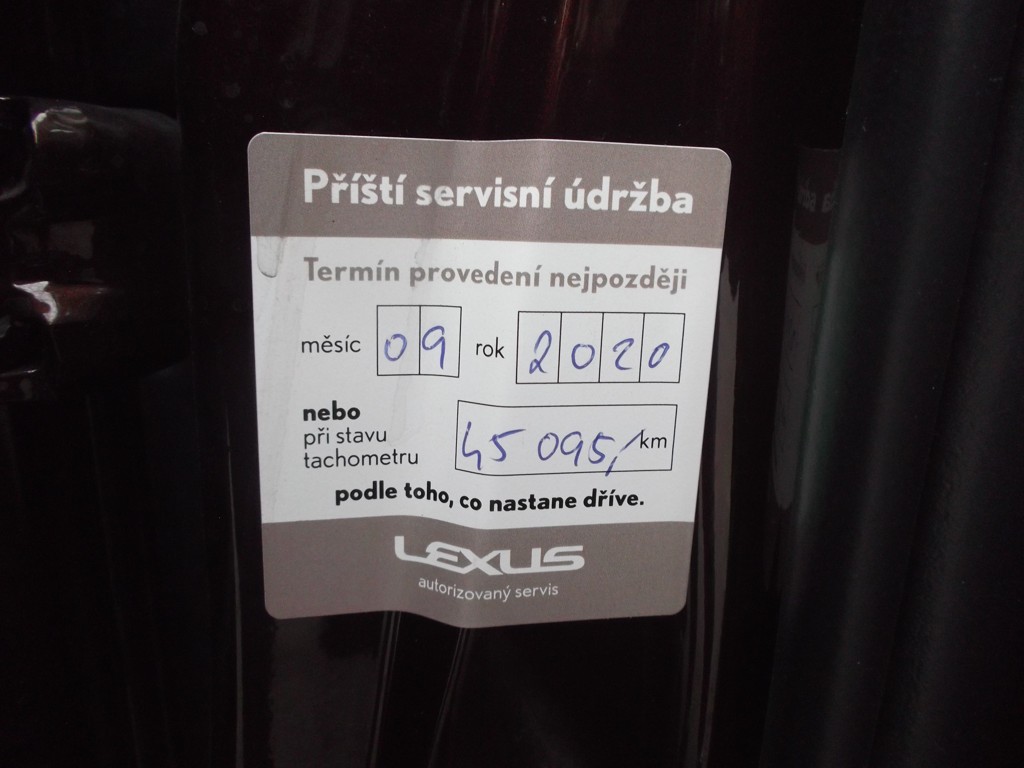 Příští servisní údržba
Termín provedení nejpozději
měsíc 09 rok 2020
nebo
při stavu
tachometru 45 095,- km
podle toho, co nastane dříve.
LEXUS
autorizovaný servis